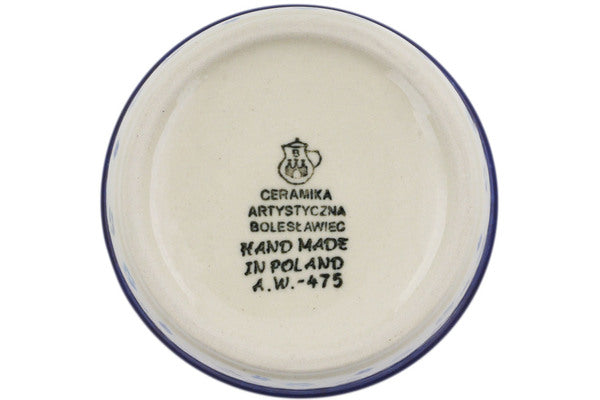 B
CERAMIKA
ARTYSTYCZNA
BOLESŁAWIEC
HAND MADE
IN POLAND
A.W.-475